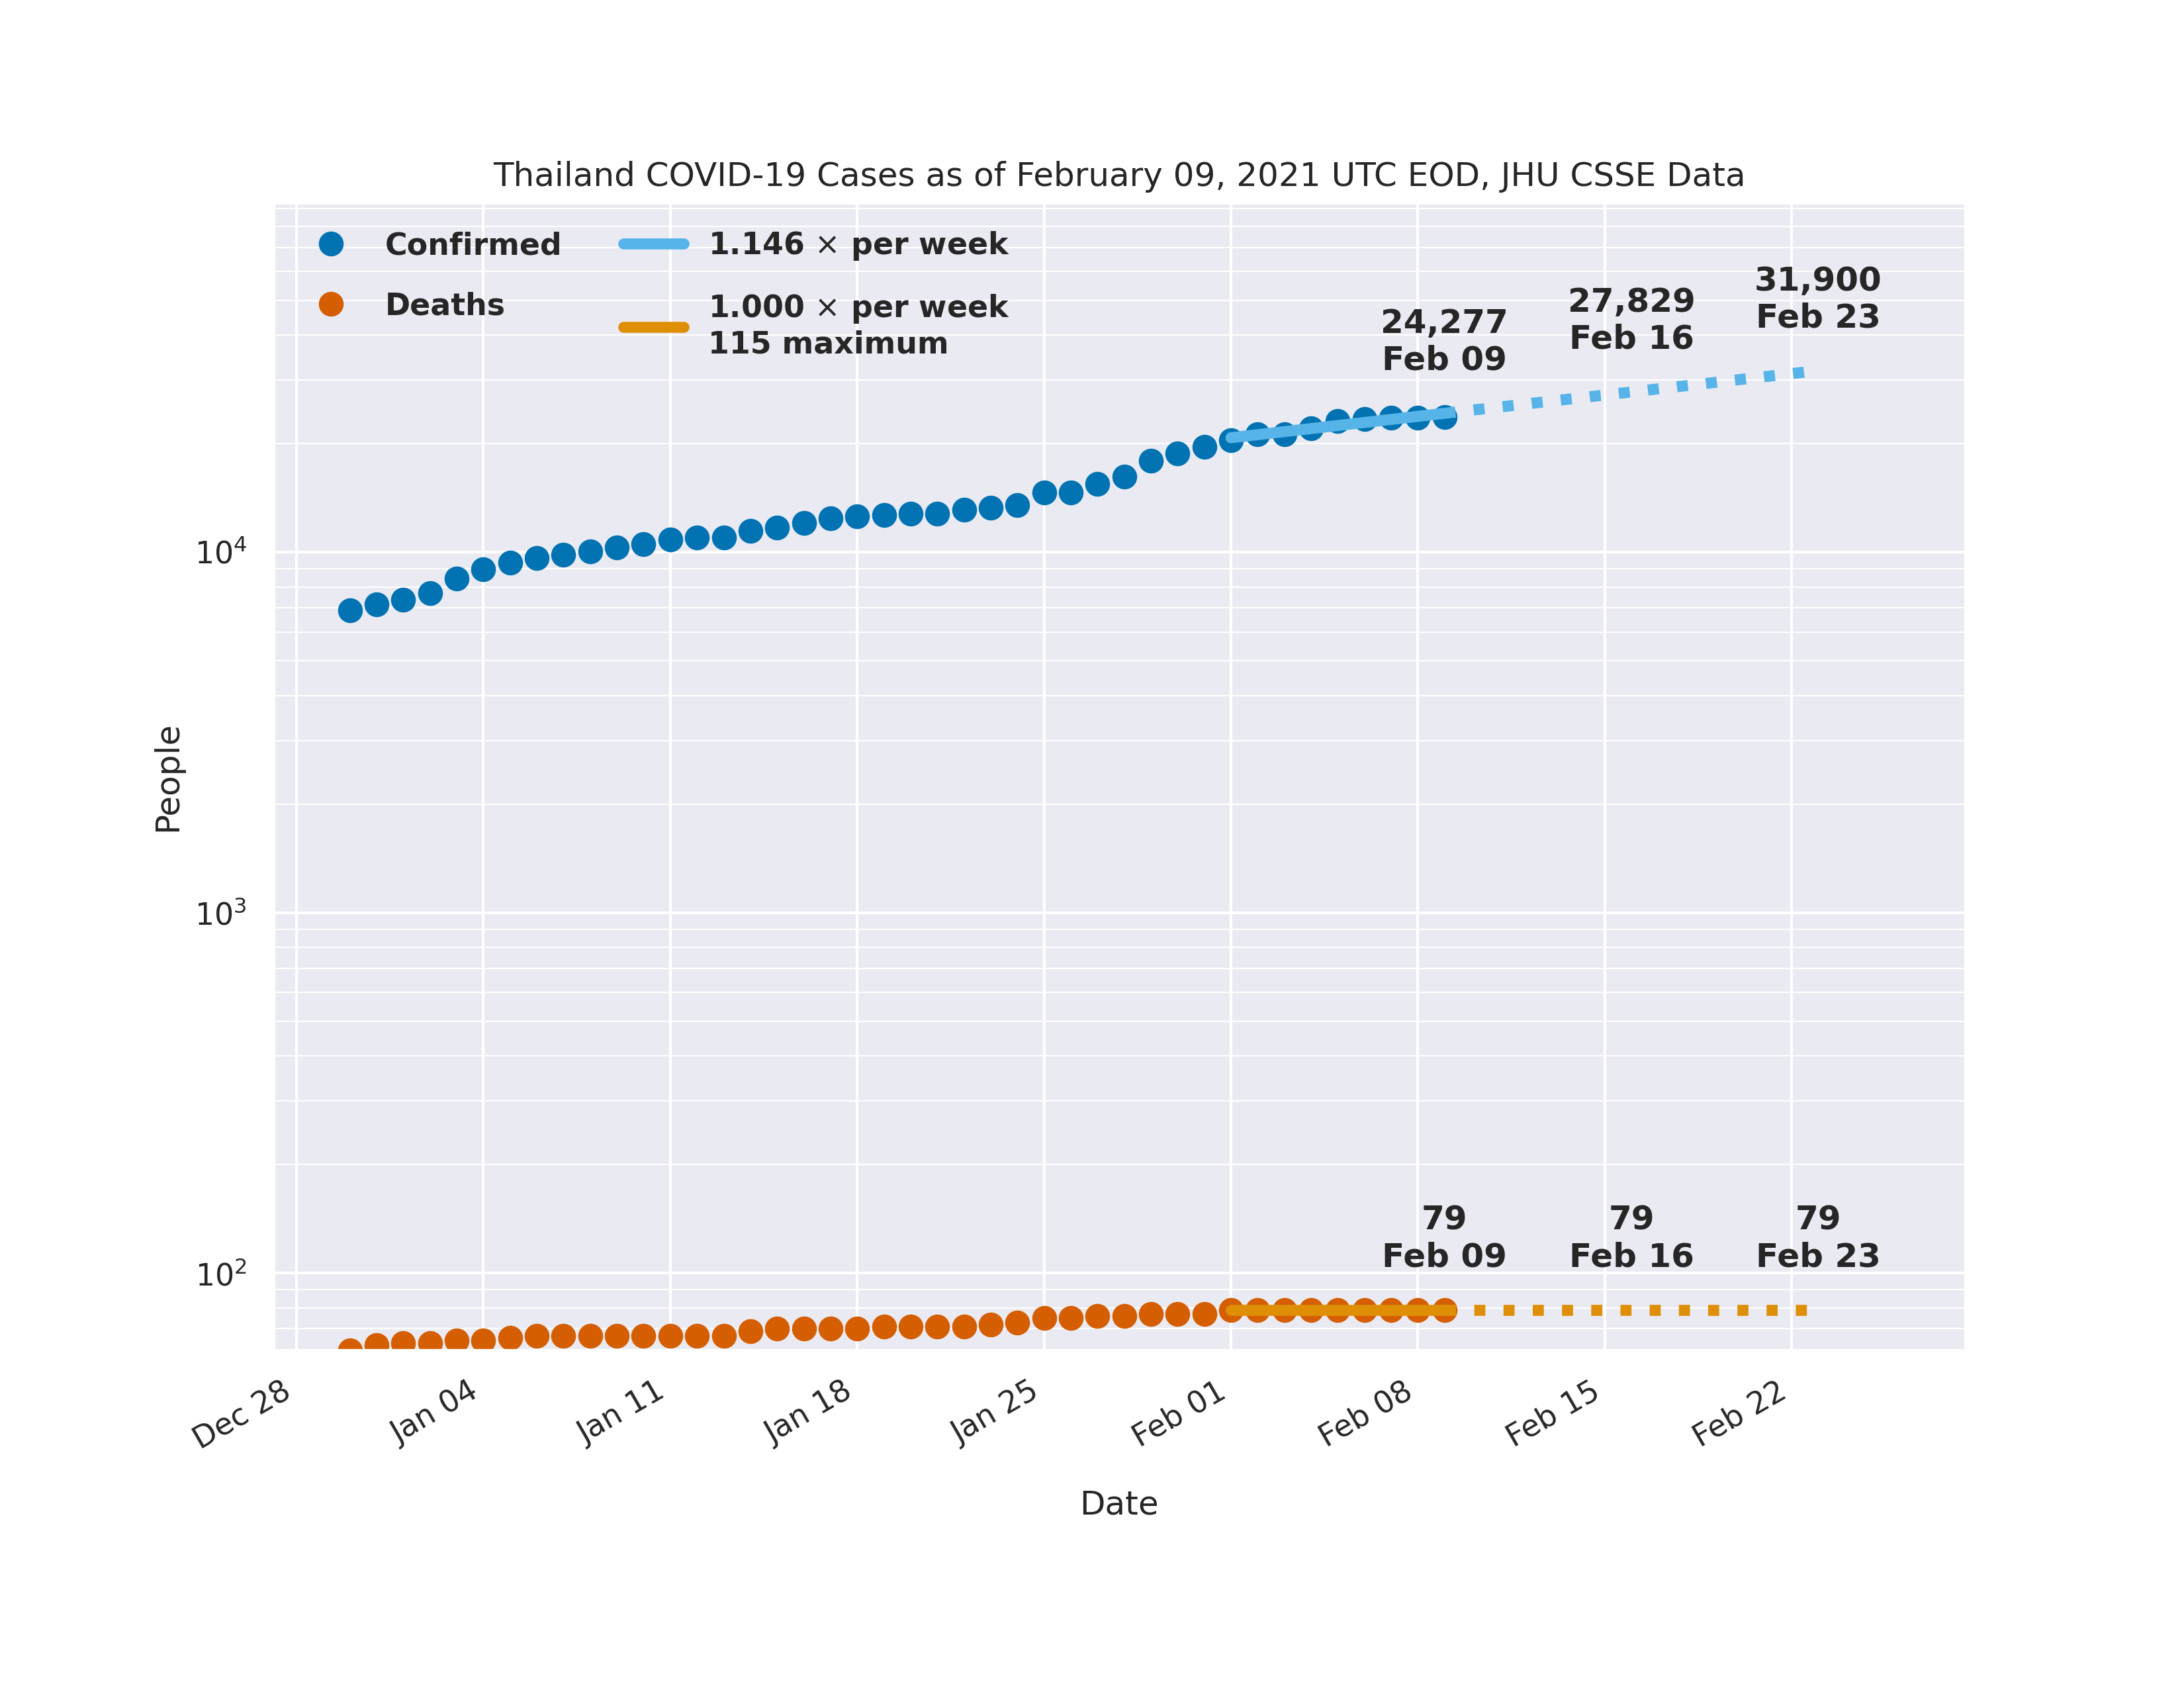 Thailand COVID-19 Cases as of February 09, 2021 UTC EOD, JHU CSSE Data
Confirmed
Deaths
1.146 × per week
1.000 × per week
115 maximum
24,277
Feb 09
27,829
Feb 16
31,900
Feb 23
79
Feb 09
79
Feb 16
79
Feb 23
People
10⁴
10³
10²
Dec 28
Jan 04
Jan 11
Jan 18
Jan 25
Feb 01
Feb 08
Feb 15
Feb 22
Date